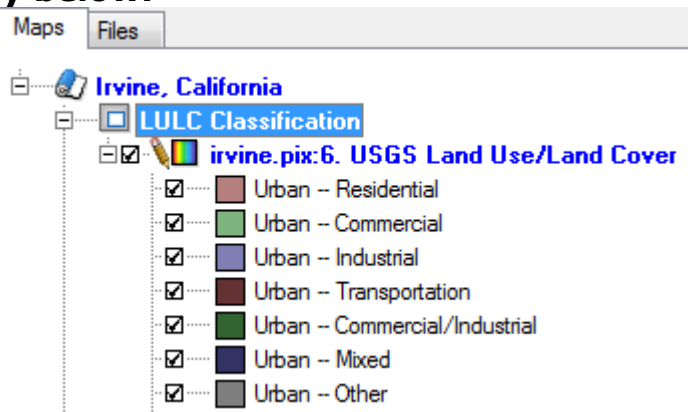 y below.
Maps Files
Irvine, California
LULC Classification
irvine.pix:6. USGS Land Use/Land Cover
Urban -- Residential
Urban -- Commercial
Urban -- Industrial
Urban -- Transportation
Urban -- Commercial/Industrial
Urban -- Mixed
Urban -- Other